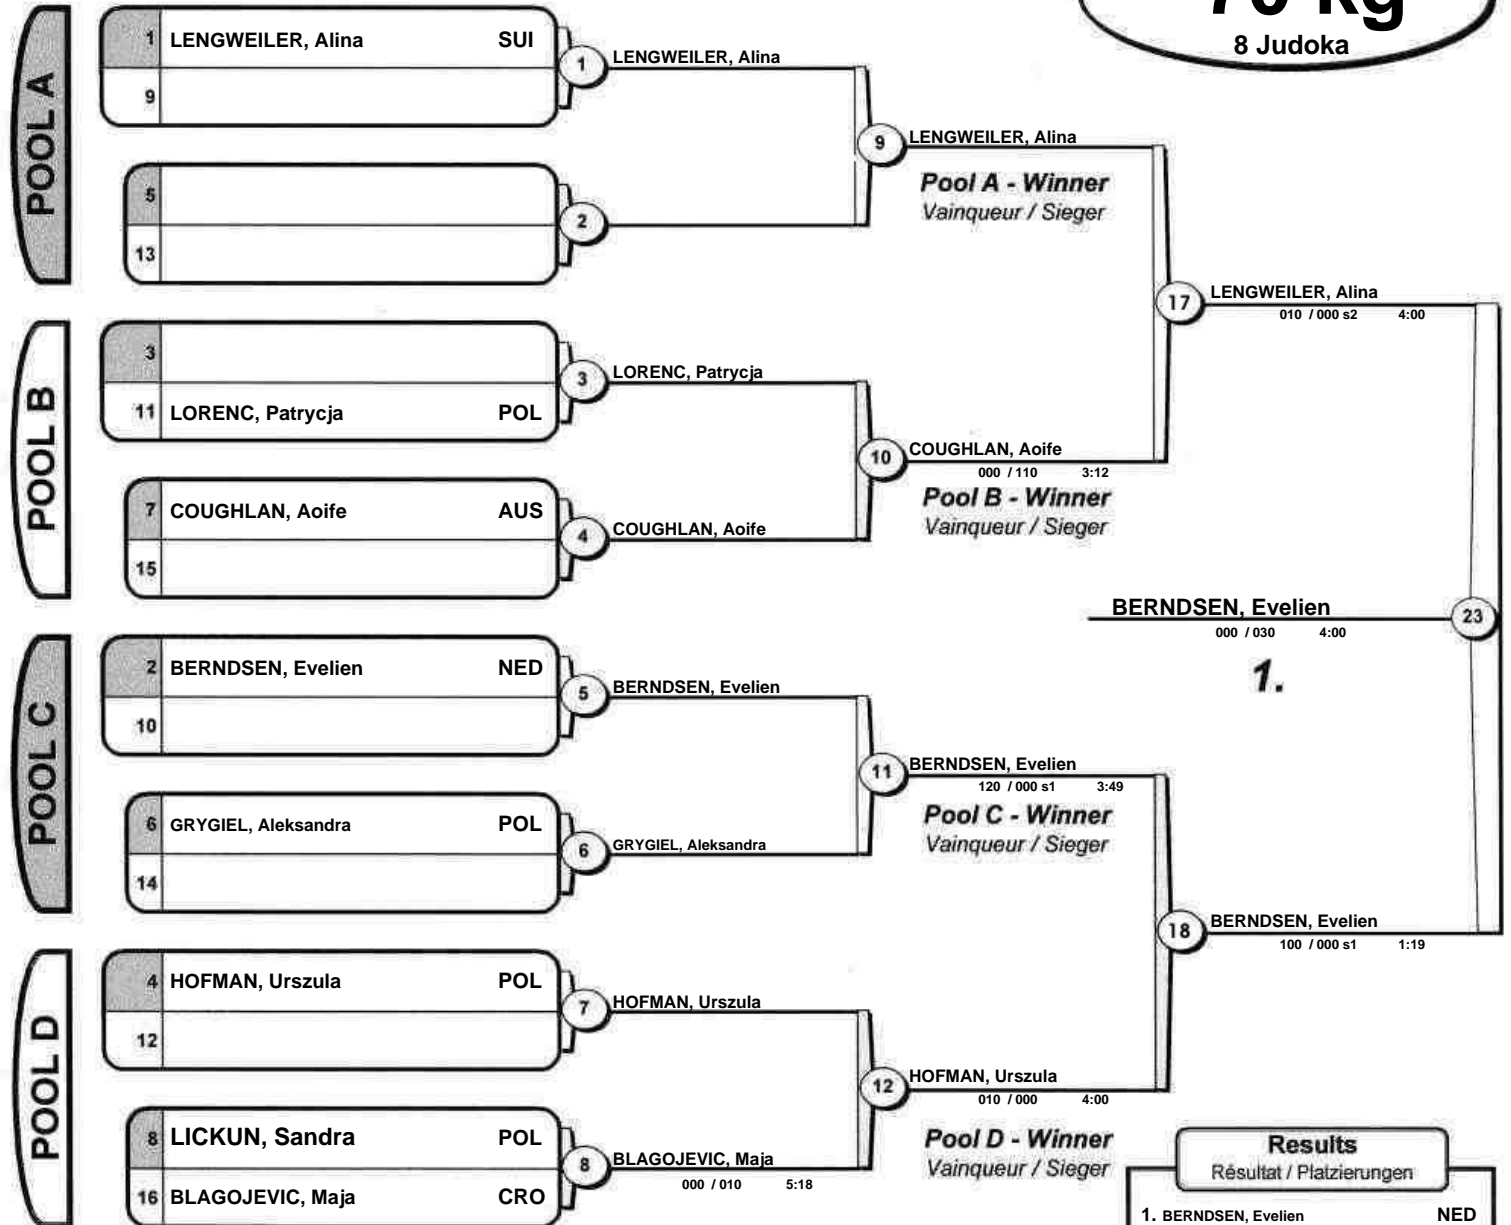 70 kg
8 Judoka
POOL A
1 LENGWEILER, Alina SUI
9
1 LENGWEILER, Alina
5
13
2
9 LENGWEILER, Alina
Pool A - Winner
Vainqueur / Sieger
17 LENGWEILER, Alina
010 / 000 s2 4:00
POOL B
3
11 LORENC, Patrycja POL
3 LORENC, Patrycja
7 COUGHLAN, Aoife AUS
15
4 COUGHLAN, Aoife
10 COUGHLAN, Aoife
000 / 110 3:12
Pool B - Winner
Vainqueur / Sieger
BERNDSEN, Evelien 23
000 / 030 4:00
1.
POOL C
2 BERNDSEN, Evelien NED
10
5 BERNDSEN, Evelien
6 GRYGIEL, Aleksandra POL
14
6 GRYGIEL, Aleksandra
11 BERNDSEN, Evelien
120 / 000 s1 3:49
Pool C - Winner
Vainqueur / Sieger
18 BERNDSEN, Evelien
100 / 000 s1 1:19
POOL D
4 HOFMAN, Urszula POL
12
7 HOFMAN, Urszula
8 LICKUN, Sandra POL
16 BLAGOJEVIC, Maja CRO
8 BLAGOJEVIC, Maja
000 / 010 5:18
12 HOFMAN, Urszula
010 / 000 4:00
Pool D - Winner
Vainqueur / Sieger
Results
Résultat / Platzierungen
1. BERNDSEN, Evelien NED